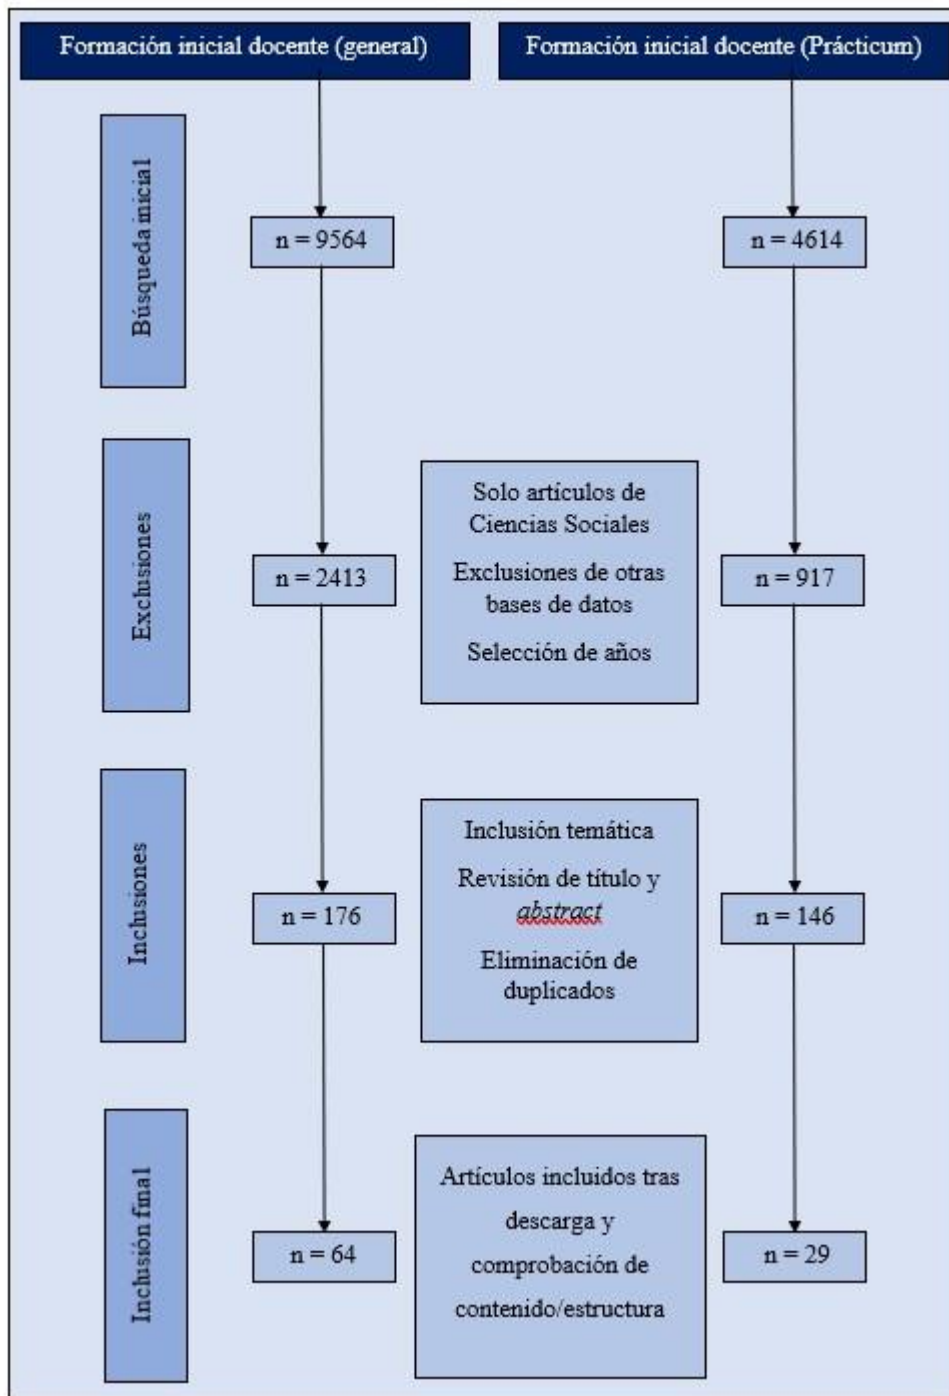 Formación inicial docente (general)
Formación inicial docente (Prácticum)
Búsqueda inicial
n = 9564
n = 4614
Exclusiones
n = 2413
Solo artículos de
Ciencias Sociales
Exclusiones de otras
bases de datos
Selección de años
n = 917
Inclusiones
n = 176
Inclusión temática
Revisión de título y
abstract
Eliminación de
duplicados
n = 146
Inclusión final
n = 64
Artículos incluidos tras
descarga y
comprobación de
contenido/estructura
n = 29